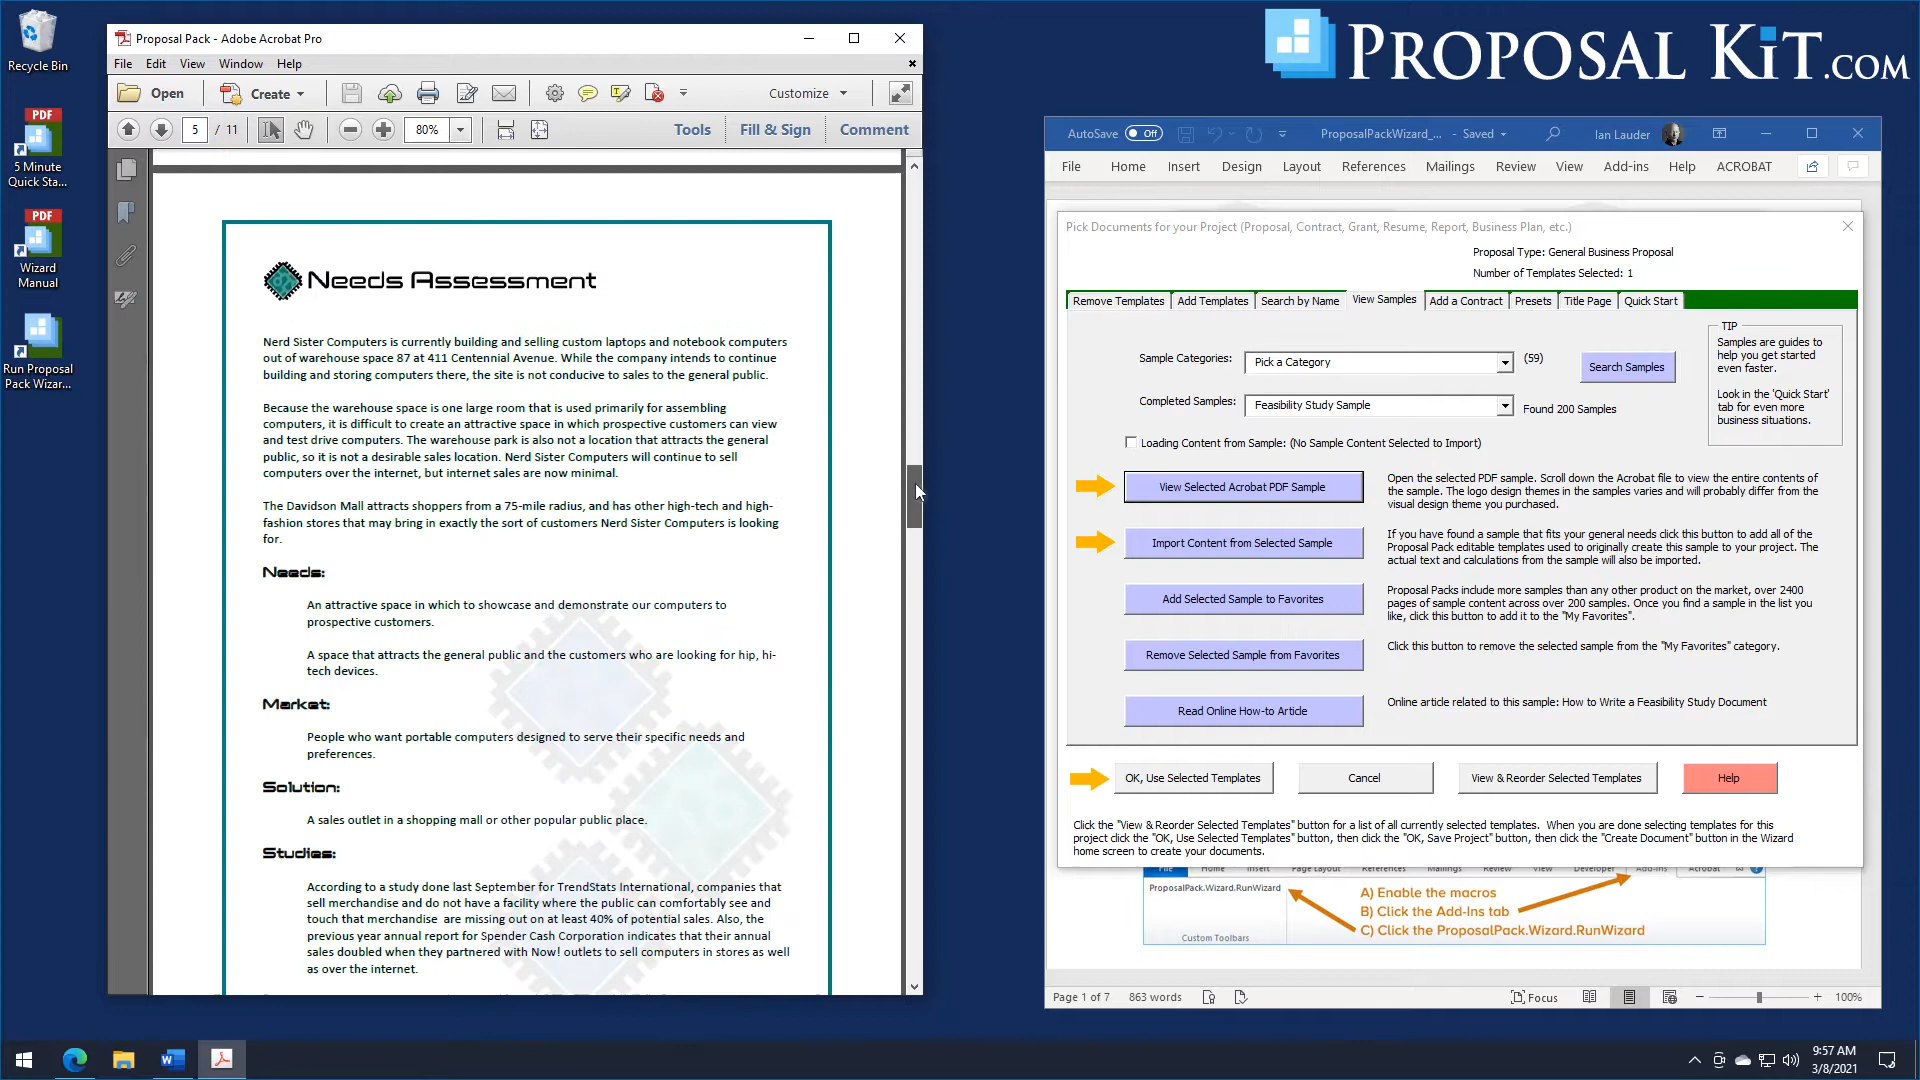 Recycle Bin
PDF
5 Minute
Quick Sta...
PDF
Wizard
Manual
Run Proposal
Pack Wizar...
Proposal Pack - Adobe Acrobat Pro
File Edit View Window Help
Open Create Customize
5 / 11 80% Tools Fill & Sign Comment
Needs Assessment
Nerd Sister Computers is currently building and selling custom laptops and notebook computers
out of warehouse space 87 at 411 Centennial Avenue. While the company intends to continue
building and storing computers there, the site is not conducive to sales to the general public.
Because the warehouse space is one large room that is used primarily for assembling
computers, it is difficult to create an attractive space in which prospective customers can view
and test drive computers. The warehouse park is also not a location that attracts the general
public, so it is not a desirable sales location. Nerd Sister Computers will continue to sell
computers over the internet, but internet sales are now minimal.
The Davidson Mall attracts shoppers from a 75-mile radius, and has other high-tech and high-
fashion stores that may bring in exactly the sort of customers Nerd Sister Computers is looking
for.
Needs:
An attractive space in which to showcase and demonstrate our computers to
prospective customers.
A space that attracts the general public and the customers who are looking for hip, hi-
tech devices.
Market:
People who want portable computers designed to serve their specific needs and
preferences.
Solution:
A sales outlet in a shopping mall or other popular public place.
Studies:
According to a study done last September for TrendStats International, companies that
sell merchandise and do not have a facility where the public can comfortably see and
touch that merchandise are missing out on at least 40% of potential sales. Also, the
previous year annual report for Spender Cash Corporation indicates that their annual
sales doubled when they partnered with Now! outlets to sell computers in stores as well
as over the internet.
PROPOSAL KIT.COM
AutoSave Off ProposalPackWizard_... - Saved Ian Lauder
File Home Insert Design Layout References Mailings Review View Add-ins Help ACROBAT
Pick Documents for your Project (Proposal, Contract, Grant, Resume, Report, Business Plan, etc.)
Proposal Type: General Business Proposal
Number of Templates Selected: 1
Remove Templates Add Templates Search by Name View Samples Add a Contract Presets Title Page Quick Start
Sample Categories: Pick a Category (59) Search Samples
Completed Samples: Feasibility Study Sample Found 200 Samples
TIP
Samples are guides to
help you get started
even faster.
Look in the 'Quick Start'
tab for even more
business situations.
Loading Content from Sample: (No Sample Content Selected to Import)
View Selected Acrobat PDF Sample
Open the selected PDF sample. Scroll down the Acrobat file to view the entire contents of
the sample. The logo design themes in the samples varies and will probably differ from the
visual design theme you purchased.
Import Content from Selected Sample
If you have found a sample that fits your general needs click this button to add all of the
Proposal Pack editable templates used to originally create this sample to your project. The
actual text and calculations from the sample will also be imported.
Add Selected Sample to Favorites
Proposal Packs include more samples than any other product on the market, over 2400
pages of sample content across over 200 samples. Once you find a sample in the list you
like, click this button to add it to the "My Favorites".
Remove Selected Sample from Favorites
Click this button to remove the selected sample from the "My Favorites" category.
Read Online How-to Article
Online article related to this sample: How to Write a Feasibility Study Document
OK, Use Selected Templates Cancel View & Reorder Selected Templates Help
Click the "View & Reorder Selected Templates" button for a list of all currently selected templates. When you are done selecting templates for this
project click the "OK, Use Selected Templates" button, then click the "OK, Save Project" button, then click the "Create Document" button in the Wizard
home screen to create your documents.
File Home Insert Page Layout References Mailings Review View Developer Add-Ins Acrobat
ProposalPack.Wizard.RunWizard
A) Enable the macros
B) Click the Add-Ins tab
C) Click the ProposalPack.Wizard.RunWizard
Custom Toolbars
Page 1 of 7 863 words Focus 100%
9:57 AM
3/8/2021